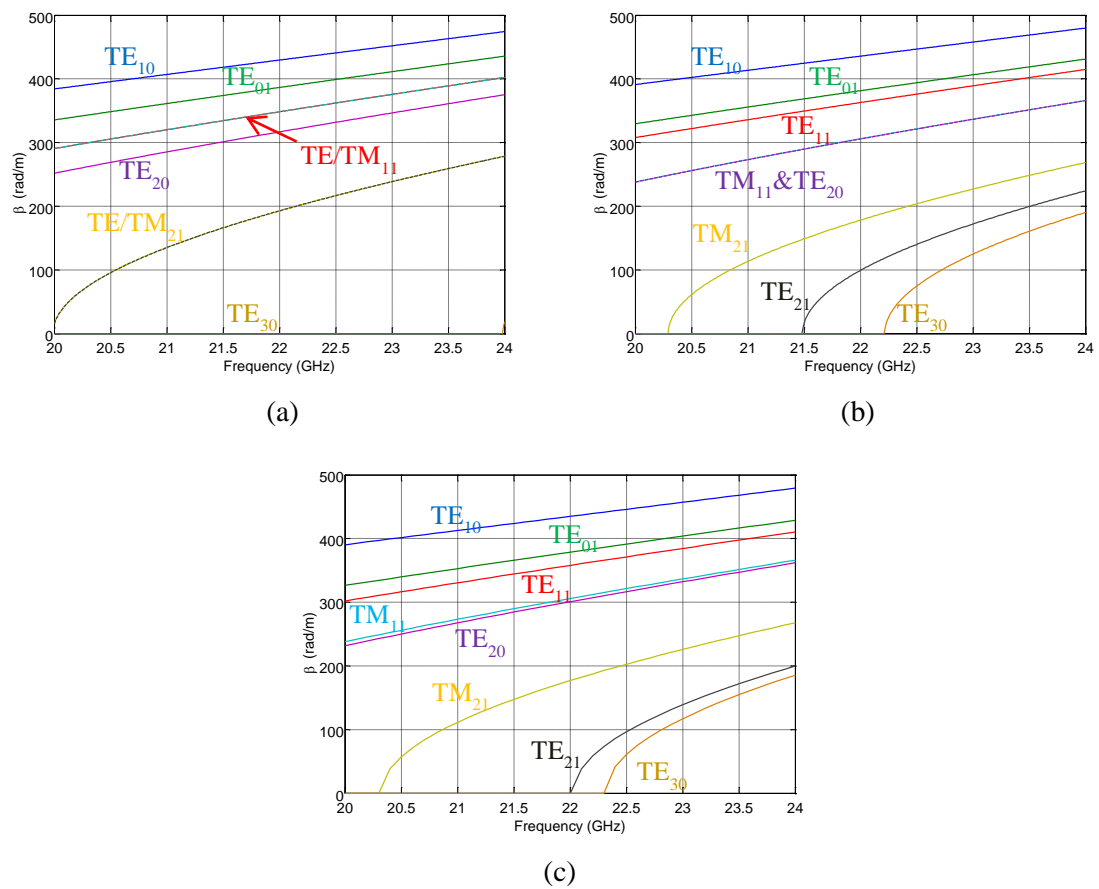 500
400
300
200
100
0
β (rad/m)
TE10
TE01
TE/TM11
TE20
TE/TM21
TE30
20 20.5 21 21.5 22 22.5 23 23.5 24
Frequency (GHz)
(a)
500
400
300
200
100
0
β (rad/m)
TE10
TE01
TE11
TM11&TE20
TM21
TE21
TE30
20 20.5 21 21.5 22 22.5 23 23.5 24
Frequency (GHz)
(b)
500
400
300
200
100
0
β (rad/m)
TE10
TE01
TE11
TM11
TE20
TM21
TE21
TE30
20 20.5 21 21.5 22 22.5 23 23.5 24
Frequency (GHz)
(c)